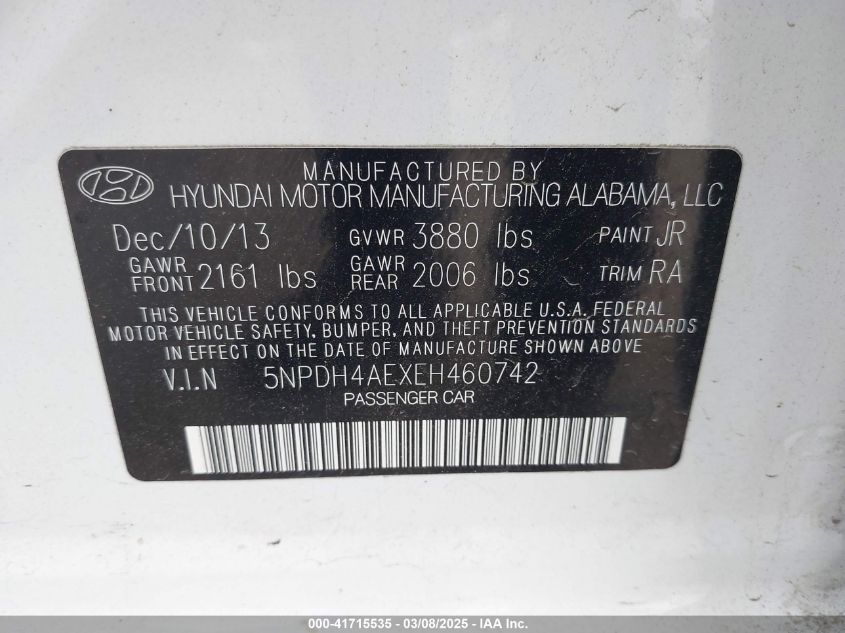 MANUFACTURED BY
HYUNDAI MOTOR MANUFACTURING ALABAMA, LLC
Dec/10/13 GVWR 3880 lbs PAINT JR
GAWR FRONT 2161 lbs GAWR REAR 2006 lbs TRIM RA
THIS VEHICLE CONFORMS TO ALL APPLICABLE U.S.A. FEDERAL
MOTOR VEHICLE SAFETY, BUMPER, AND THEFT PREVENTION STANDARDS
IN EFFECT ON THE DATE OF MANUFACTURE SHOWN ABOVE.
V.I.N 5NPDH4AEXEH460742
PASSENGER CAR
000-41715535 - 03/08/2025 - IAA Inc.